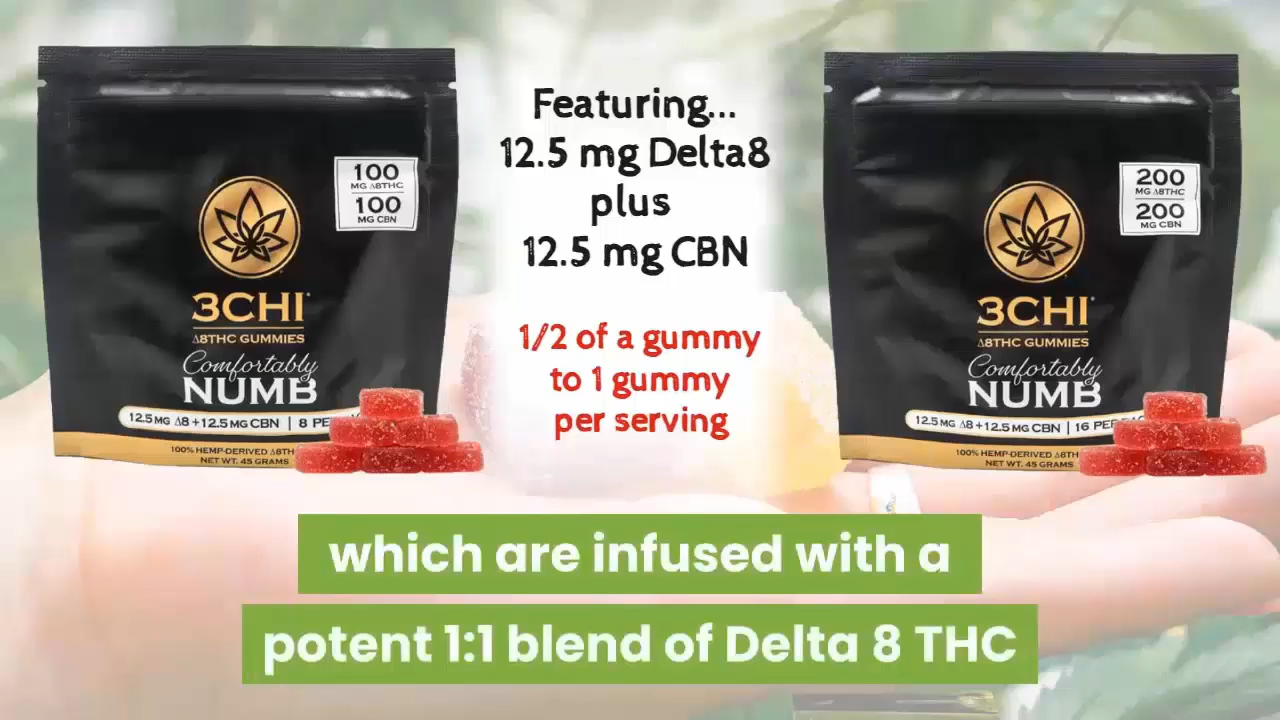 100
MG Δ8THC
100
MG CBN
3CHI
Δ8THC GUMMIES
Comfortably
NUMB
12.5 MG Δ8 + 12.5 MG CBN | 8 PE
100% HEMP-DERIVED Δ8TH
NET WT. 45 GRAMS
Featuring...
12.5 mg Delta8
plus
12.5 mg CBN
1/2 of a gummy
to 1 gummy
per serving
200
MG Δ8THC
200
MG CBN
3CHI
Δ8THC GUMMIES
Comfortably
NUMB
12.5 MG Δ8 + 12.5 MG CBN | 16 PER
100% HEMP-DERIVED Δ8TH
NET WT. 45 GRAMS
which are infused with a
potent 1:1 blend of Delta 8 THC